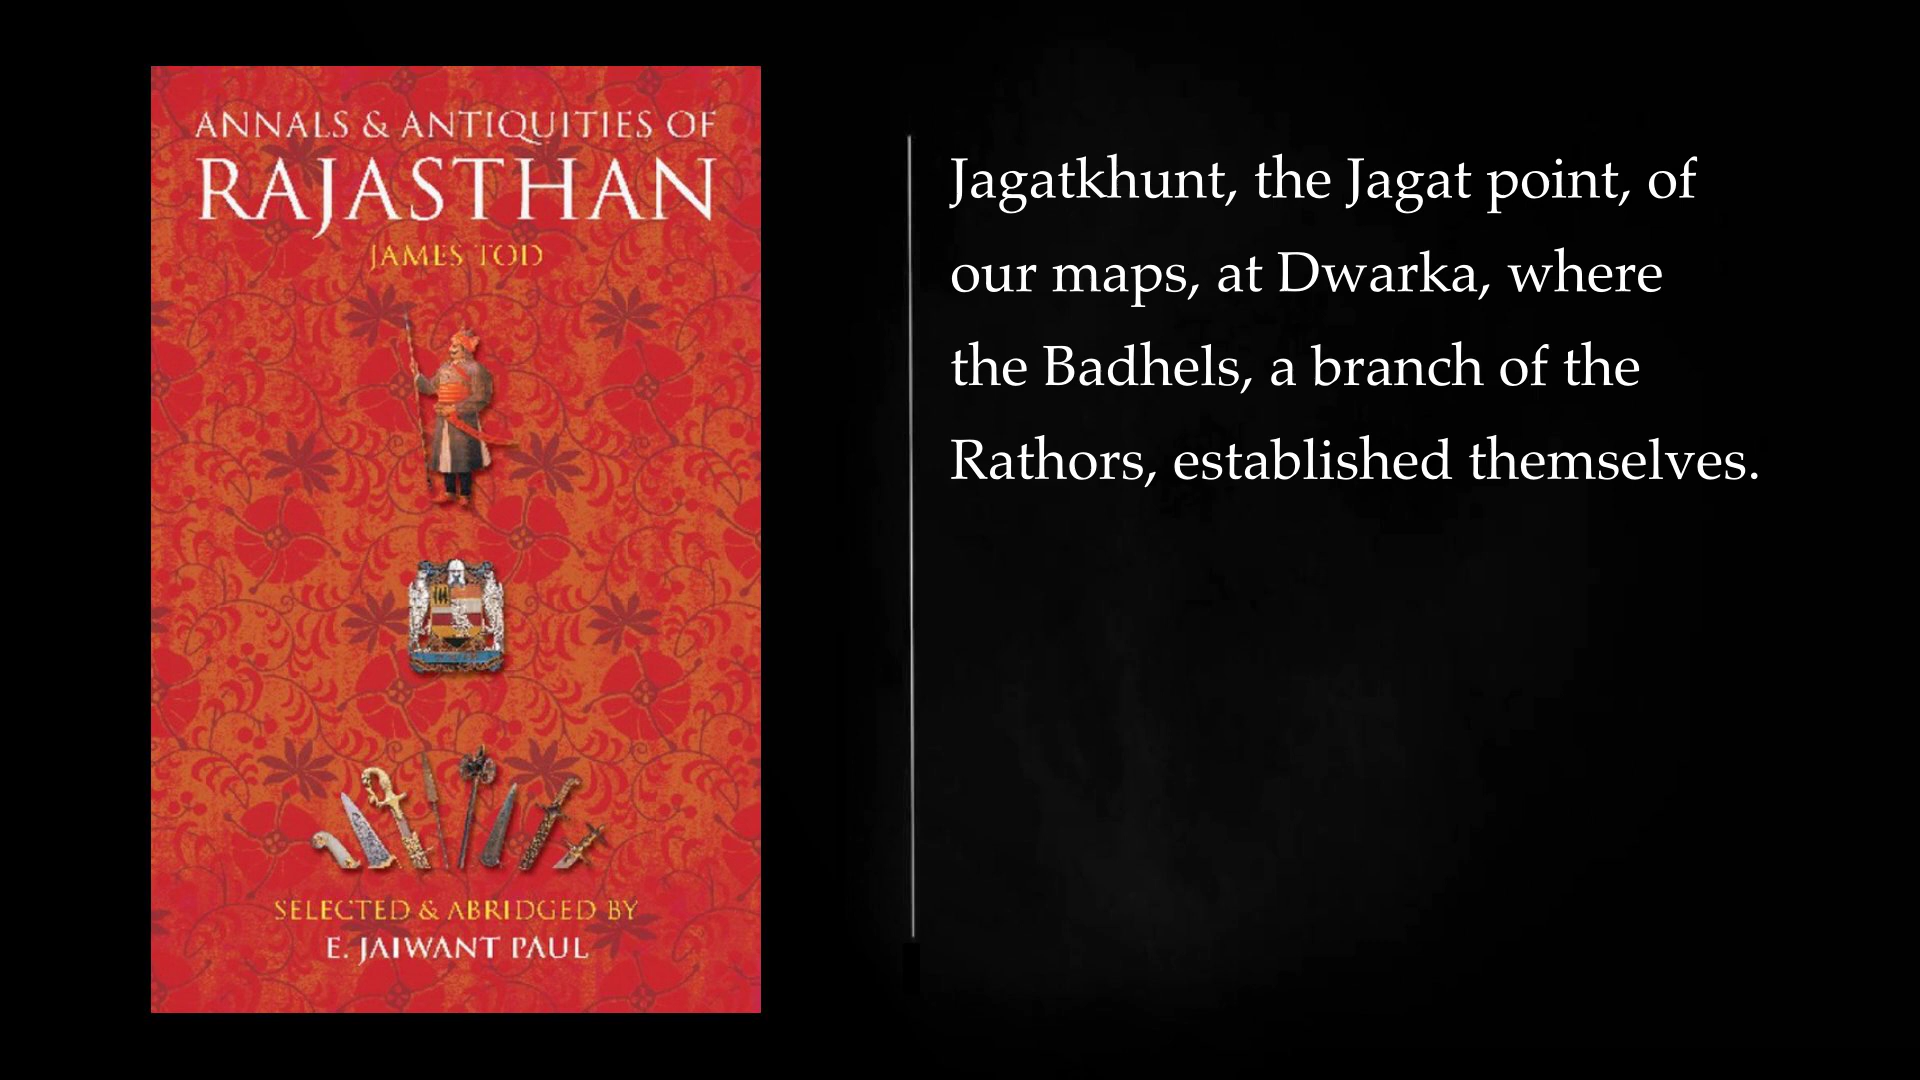 ANNALS & ANTIQUITIES OF
RAJASTHAN
JAMES TOD
SELECTED & ABRIDGED BY
E. JAIWANT PAUL
Jagatkhunt, the Jagat point, of
our maps, at Dwarka, where
the Badhels, a branch of the
Rathors, established themselves.